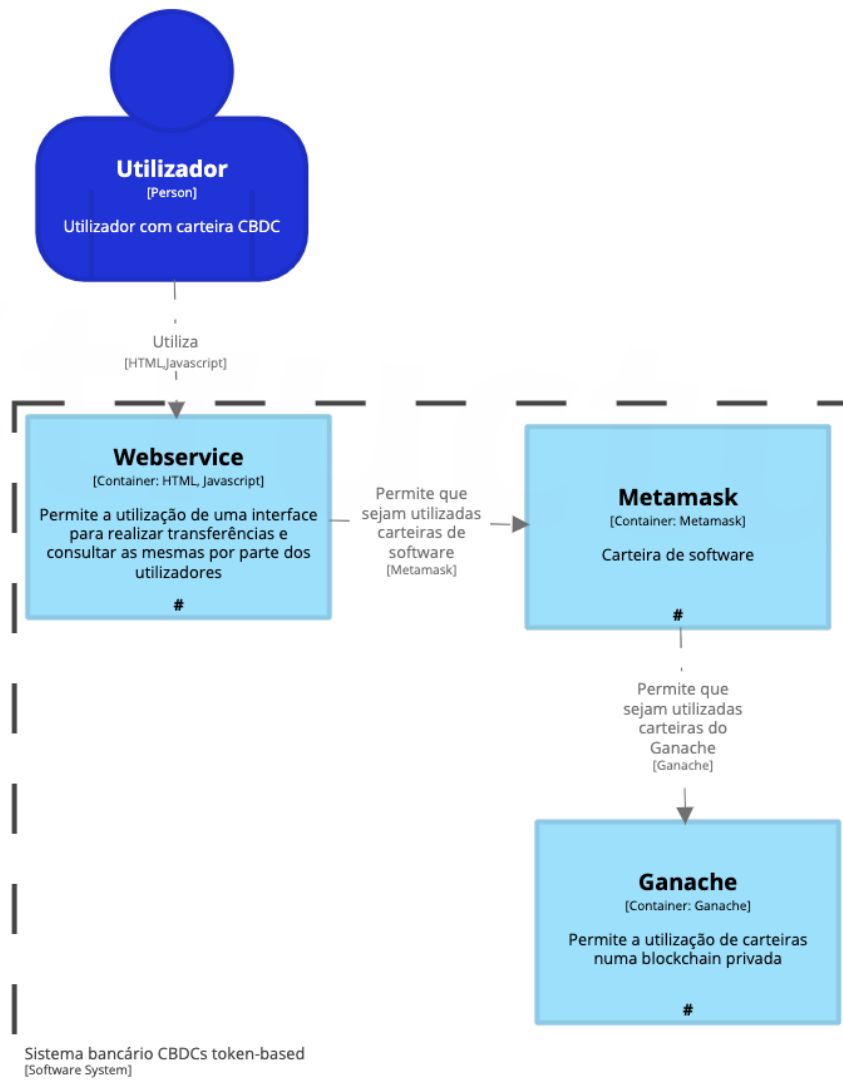 Utilizador
[Person]
Utilizador com carteira CBDC
Utiliza
[HTML,Javascript]
Webservice
[Container: HTML, Javascript]
Permite a utilização de uma interface
para realizar transferências e
consultar as mesmas por parte dos
utilizadores
#
Permite que
sejam utilizadas
carteiras de
software
[Metamask]
Metamask
[Container: Metamask]
Carteira de software
#
Permite que
sejam utilizadas
carteiras do
Ganache
[Ganache]
Ganache
[Container: Ganache]
Permite a utilização de carteiras
numa blockchain privada
#
Sistema bancário CBDCs token-based
[Software System]